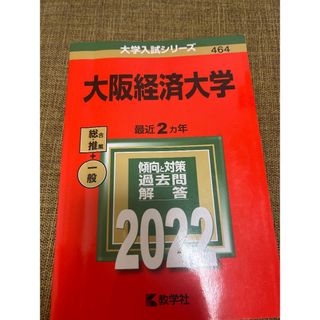 大学入試シリーズ
464
大阪経済大学
最近2カ年
総合
推薦
+
一般
傾向と対策
過去問
解答
2022
教学社